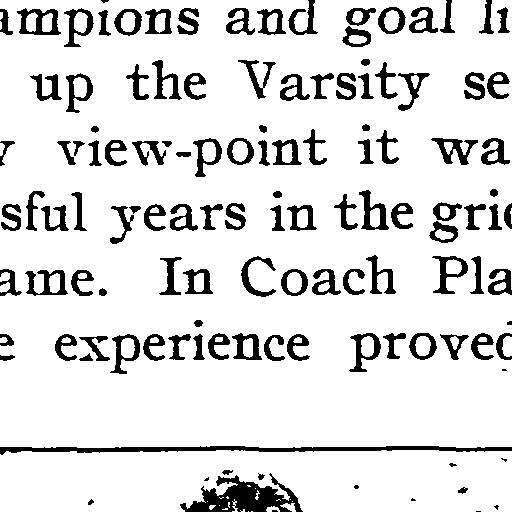 ampions and goal li
up the Varsity se
view-point it wa
sful years in the gri
ame. In Coach Pla
e experience proved